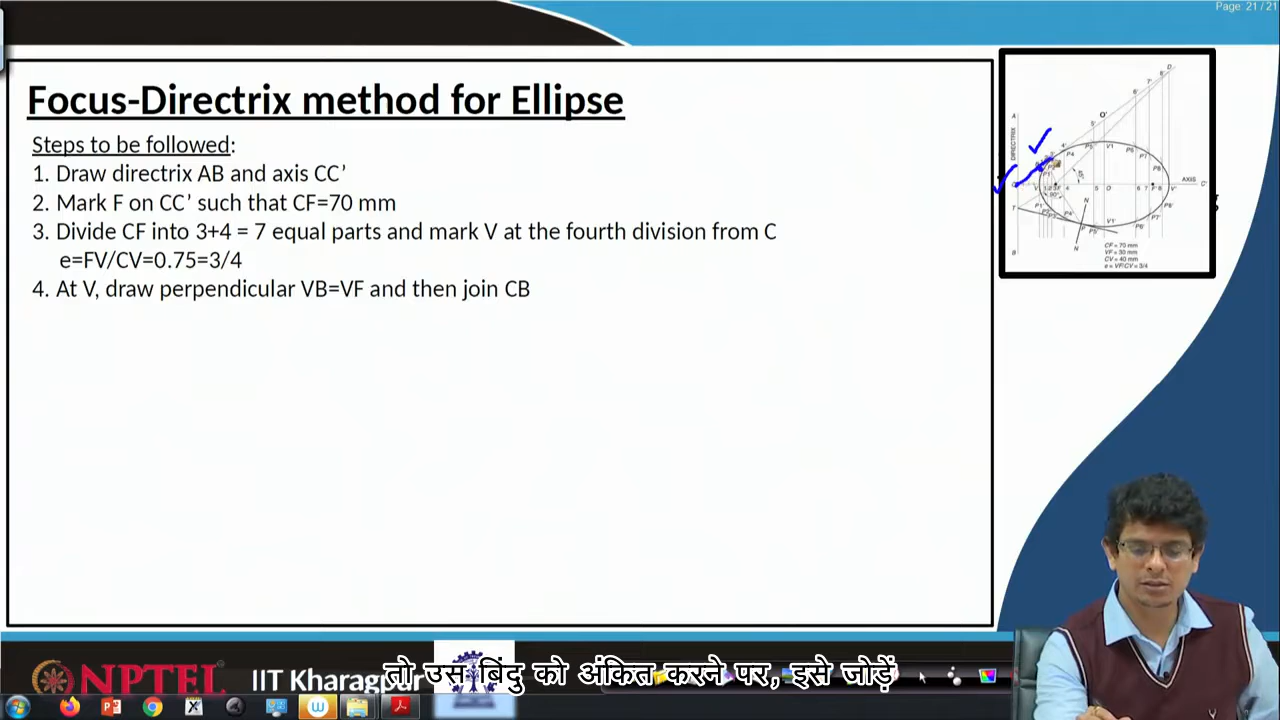 Page: 21 / 21
Focus-Directrix method for Ellipse
Steps to be followed:
1. Draw directrix AB and axis CC’
2. Mark F on CC’ such that CF=70 mm
3. Divide CF into 3+4 = 7 equal parts and mark V at the fourth division from C
e=FV/CV=0.75=3/4
4. At V, draw perpendicular VB=VF and then join CB
DIRECTRIX
AXIS
CF = 70 mm
VF = 30 mm
CV = 40 mm
e = VF/CV = 3/4
NPTEL
IIT Kharagpur
तो उस बिंदु को अंकित करने पर, इसे जोड़ें